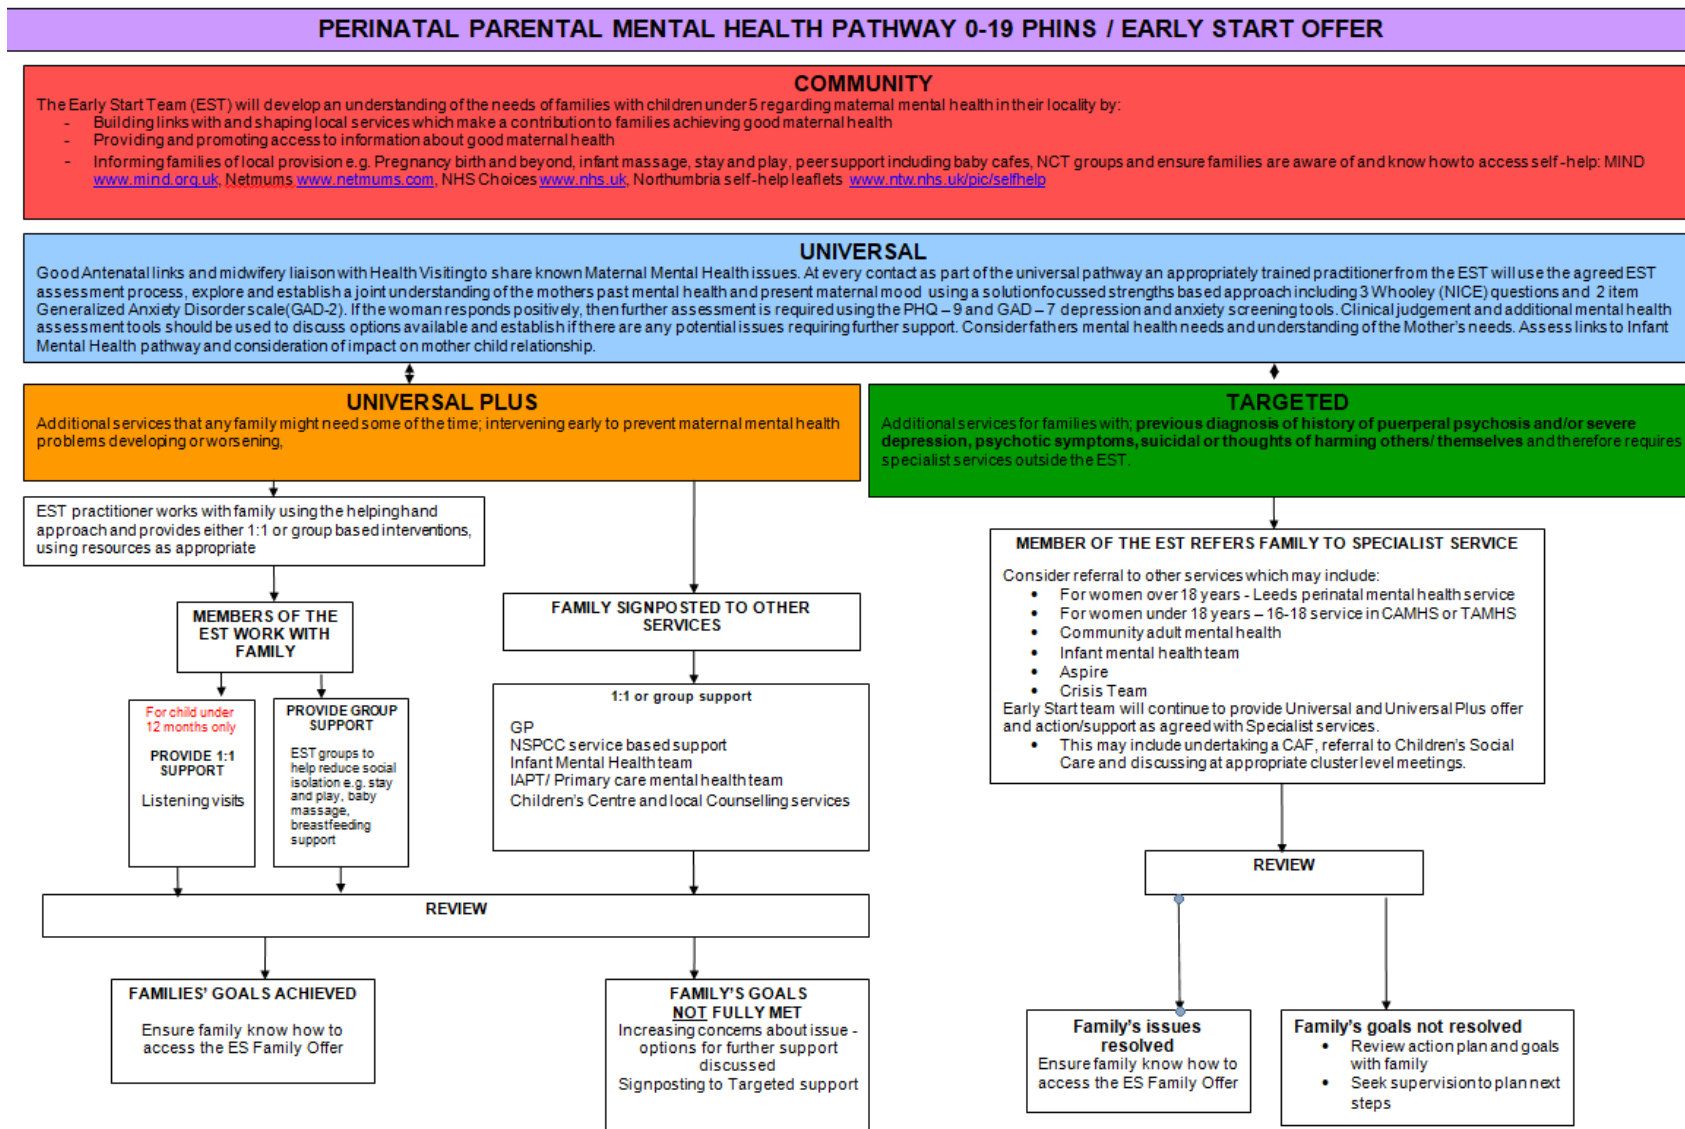 PERINATAL PARENTAL MENTAL HEALTH PATHWAY 0-19 PHINS / EARLY START OFFER
COMMUNITY
The Early Start Team (EST) will develop an understanding of the needs of families with children under 5 regarding maternal mental health in their locality by:
- Building links with and shaping local services which make a contribution to families achieving good maternal health
- Providing and promoting access to information about good maternal health
- Informing families of local provision e.g. Pregnancy birth and beyond, infant massage, stay and play, peer support including baby cafes, NCT groups and ensure families are aware of and know how to access self-help: MIND
www.mind.org.uk, Netmums www.netmums.com, NHS Choices www.nhs.uk, Northumbria self-help leaflets www.ntw.nhs.uk/pic/selfhelp
UNIVERSAL
Good Antenatal links and midwifery liaison with Health Visiting to share known Maternal Mental Health issues. At every contact as part of the universal pathway an appropriately trained practitioner from the EST will use the agreed EST
assessment process, explore and establish a joint understanding of the mothers past mental health and present maternal mood using a solution focussed strengths based approach including 3 Whooley (NICE) questions and 2 item
Generalized Anxiety Disorder scale (GAD-2). If the woman responds positively, then further assessment is required using the PHQ – 9 and GAD – 7 depression and anxiety screening tools. Clinical judgement and additional mental health
assessment tools should be used to discuss options available and establish if there are any potential issues requiring further support. Consider fathers mental health needs and understanding of the Mother's needs. Assess links to Infant
Mental Health pathway and consideration of impact on mother child relationship.
UNIVERSAL PLUS
Additional services that any family might need some of the time; intervening early to prevent maternal mental health
problems developing or worsening,
TARGETED
Additional services for families with; previous diagnosis of history of puerperal psychosis and/or severe
depression, psychotic symptoms, suicidal or thoughts of harming others/ themselves and therefore requires
specialist services outside the EST.
EST practitioner works with family using the helping hand
approach and provides either 1:1 or group based interventions,
using resources as appropriate
MEMBERS OF THE
EST WORK WITH
FAMILY
For child under
12 months only
PROVIDE 1:1
SUPPORT
Listening visits
PROVIDE GROUP
SUPPORT
EST groups to
help reduce social
isolation e.g. stay
and play, baby
massage,
breastfeeding
support
FAMILY SIGNPOSTED TO OTHER
SERVICES
1:1 or group support
GP
NSPCC service based support
Infant Mental Health team
IAPT/ Primary care mental health team
Children's Centre and local Counselling services
REVIEW
FAMILIES' GOALS ACHIEVED
Ensure family know how to
access the ES Family Offer
FAMILY'S GOALS
NOT FULLY MET
Increasing concerns about issue -
options for further support
discussed
Signposting to Targeted support
MEMBER OF THE EST REFERS FAMILY TO SPECIALIST SERVICE
Consider referral to other services which may include:
• For women over 18 years - Leeds perinatal mental health service
• For women under 18 years – 16-18 service in CAMHS or TAMHS
• Community adult mental health
• Infant mental health team
• Aspire
• Crisis Team
Early Start team will continue to provide Universal and Universal Plus offer
and action/support as agreed with Specialist services.
• This may include undertaking a CAF, referral to Children's Social
Care and discussing at appropriate cluster level meetings.
REVIEW
Family's issues
resolved
Ensure family know how to
access the ES Family Offer
Family's goals not resolved
• Review action plan and goals
with family
• Seek supervision to plan next
steps